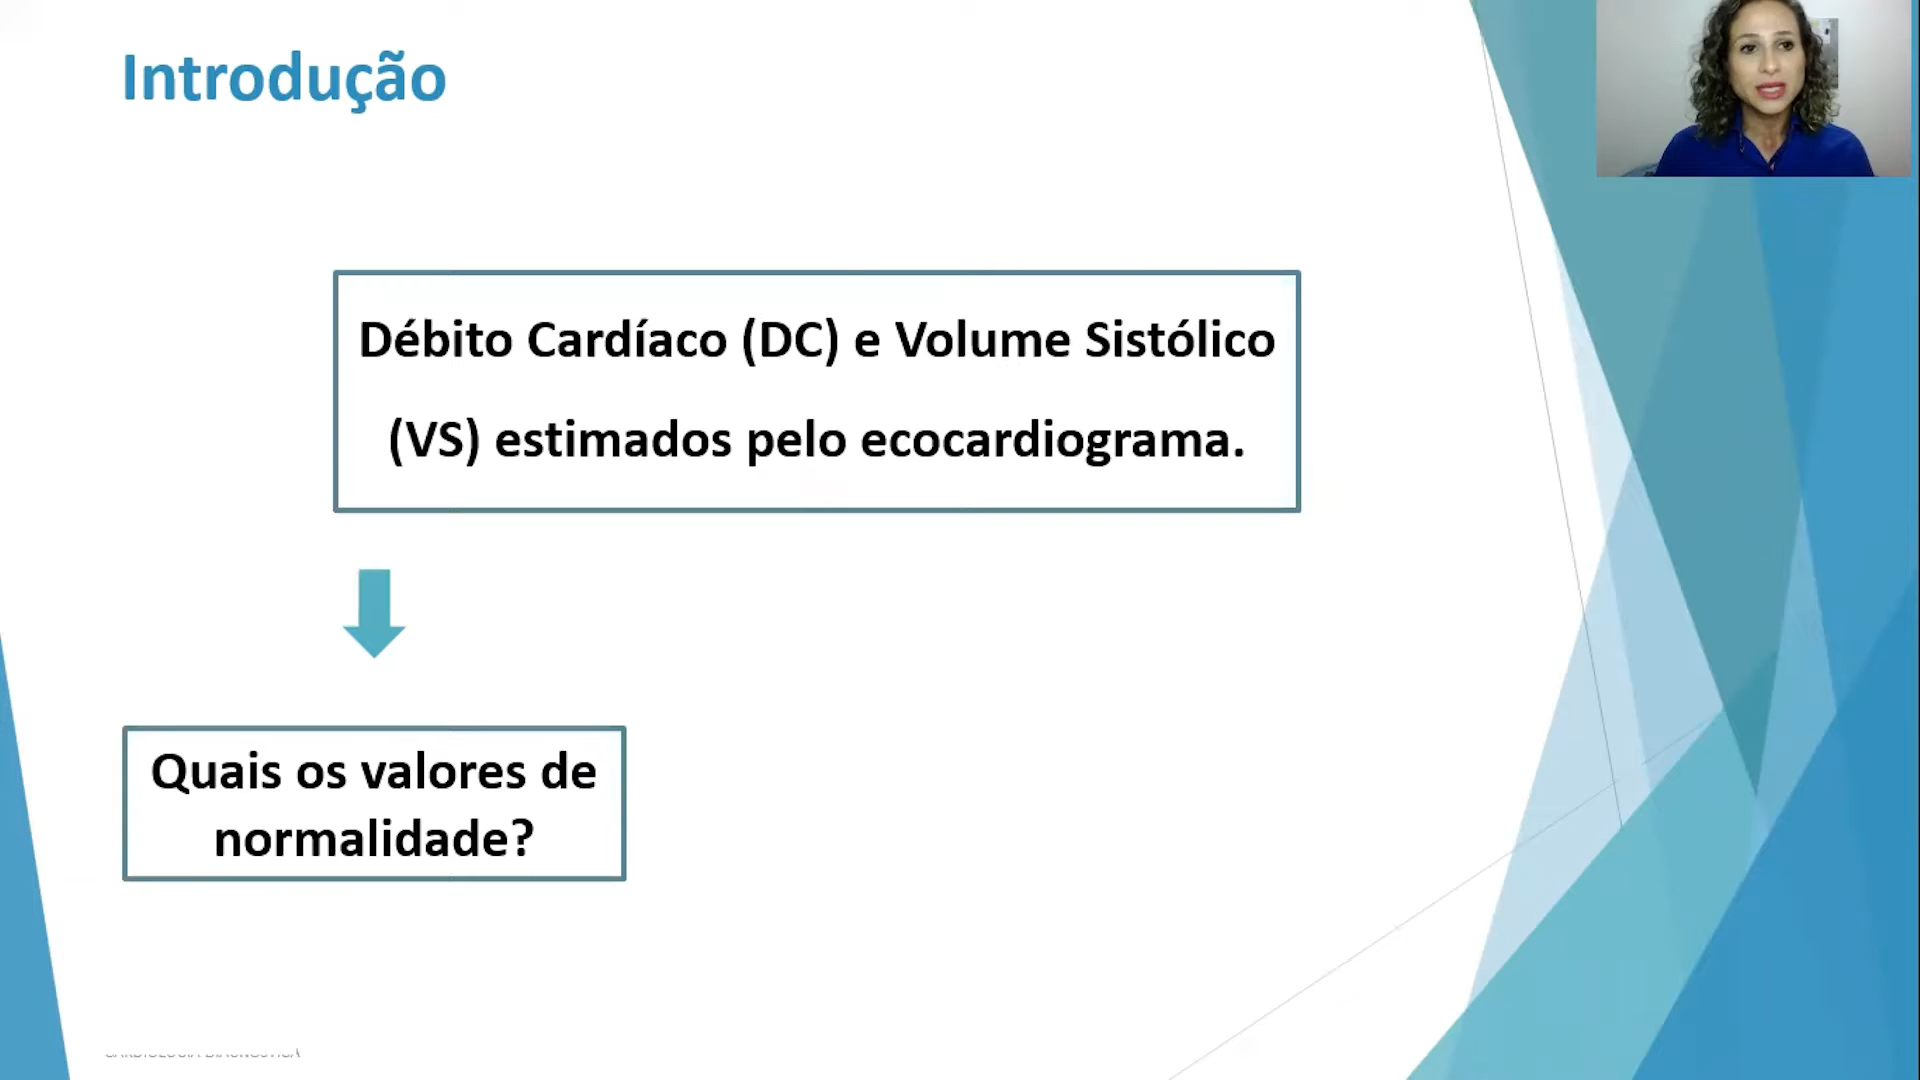 Introdução
Débito Cardíaco (DC) e Volume Sistólico
(VS) estimados pelo ecocardiograma.
Quais os valores de
normalidade?